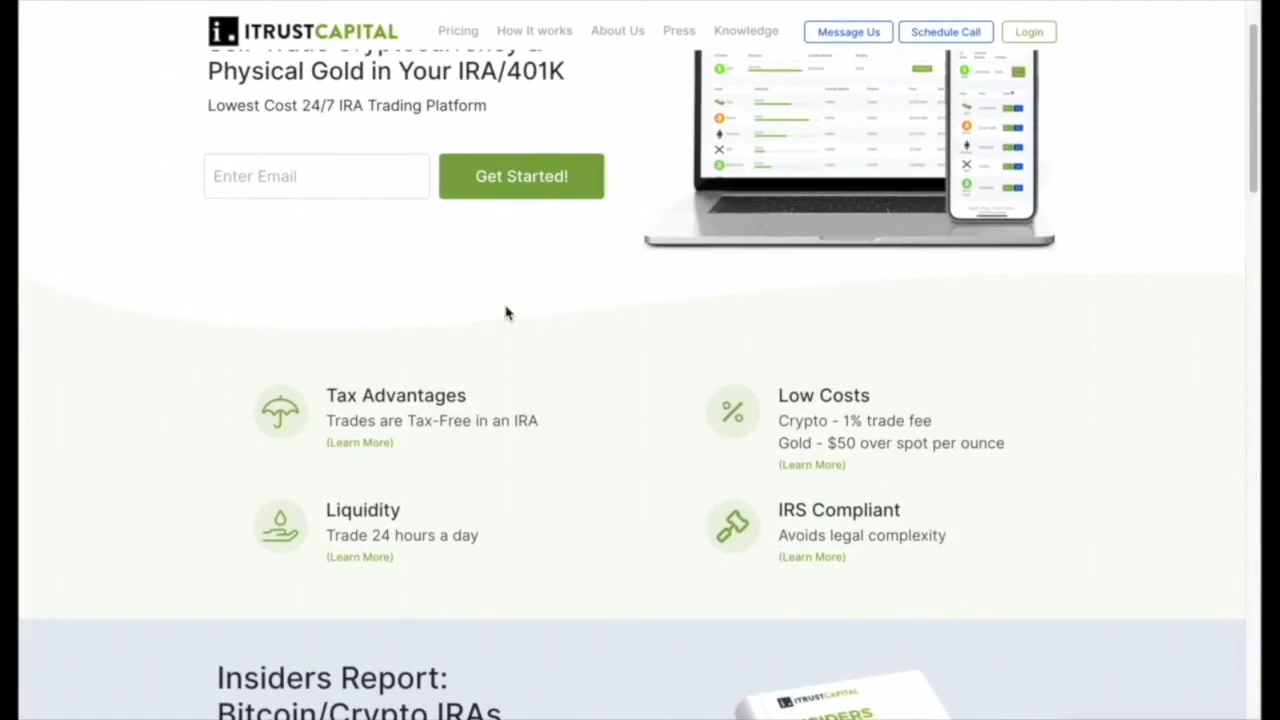 i. ITRUSTCAPITAL
Pricing How It works About Us Press Knowledge
Message Us Schedule Call Login
Physical Gold in Your IRA/401K
Lowest Cost 24/7 IRA Trading Platform
Enter Email Get Started!
Tax Advantages
Trades are Tax-Free in an IRA
(Learn More)
Low Costs
Crypto - 1% trade fee
Gold - $50 over spot per ounce
(Learn More)
Liquidity
Trade 24 hours a day
(Learn More)
IRS Compliant
Avoids legal complexity
(Learn More)
Insiders Report:
Bitcoin/Crypto IRAs
i. ITRUSTCAPITAL
INSIDERS